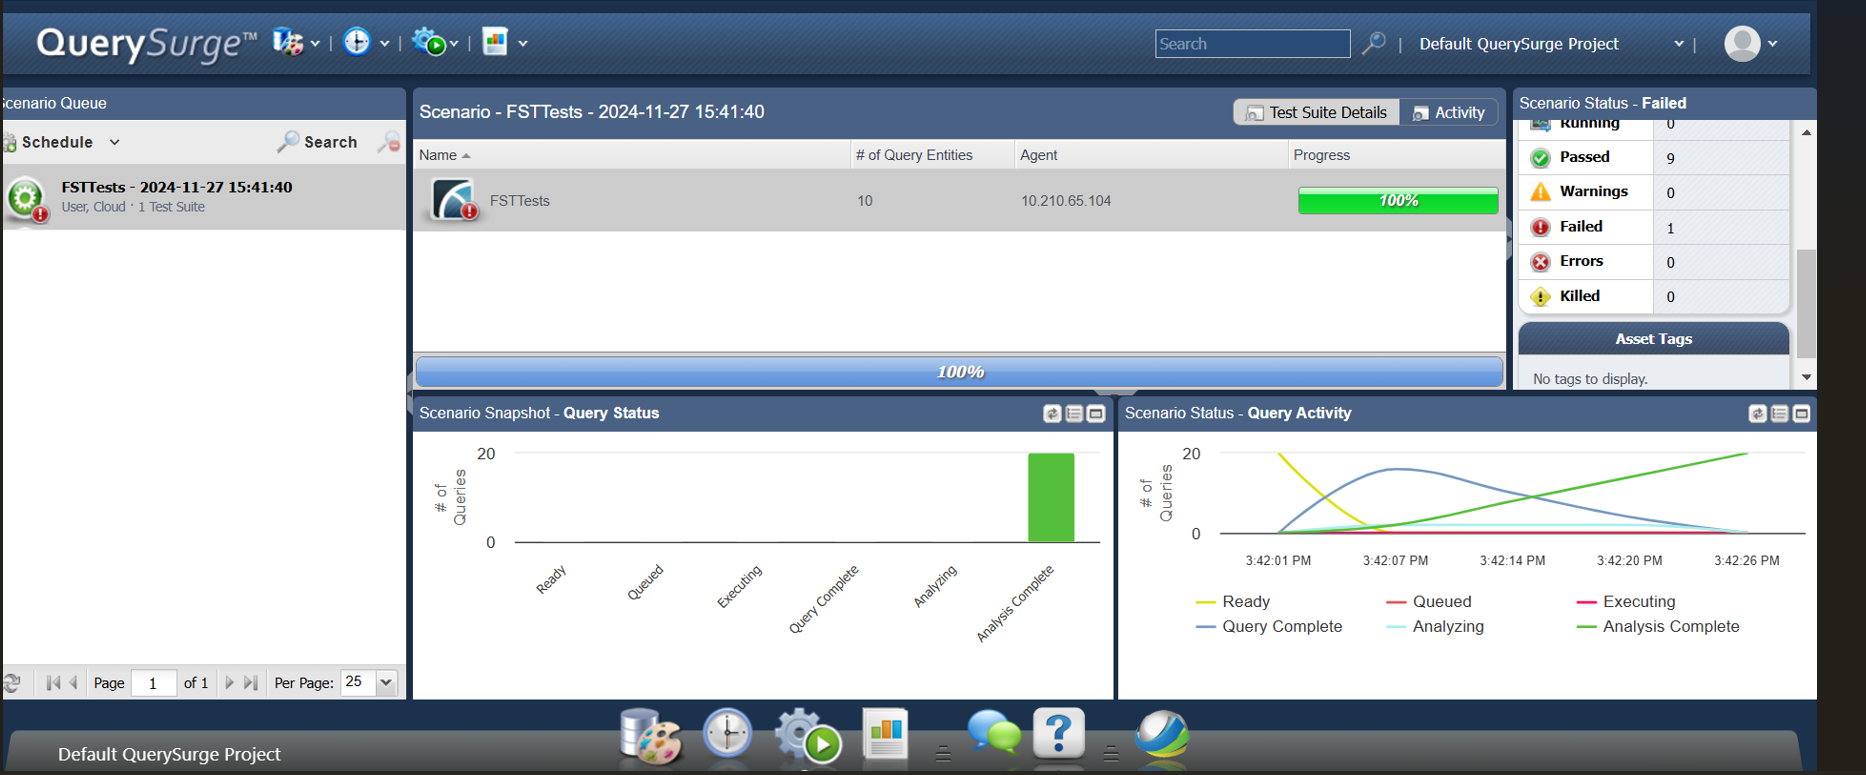 QuerySurge™
Search
Default QuerySurge Project
Scenario Queue
Schedule
Search
FSTTests - 2024-11-27 15:41:40
User, Cloud · 1 Test Suite
Page 1 of 1
Per Page: 25
Scenario - FSTTests - 2024-11-27 15:41:40
Test Suite Details
Activity
Name
# of Query Entities
Agent
Progress
FSTTests
10
10.210.65.104
100%
100%
Scenario Status - Failed
Running 0
Passed 9
Warnings 0
Failed 1
Errors 0
Killed 0
Asset Tags
No tags to display.
Scenario Snapshot - Query Status
# of
Queries
20
0
Ready
Queued
Executing
Query Complete
Analyzing
Analysis Complete
Scenario Status - Query Activity
# of
Queries
20
0
3:42:01 PM
3:42:07 PM
3:42:14 PM
3:42:20 PM
3:42:26 PM
Ready
Queued
Executing
Query Complete
Analyzing
Analysis Complete
Default QuerySurge Project
?